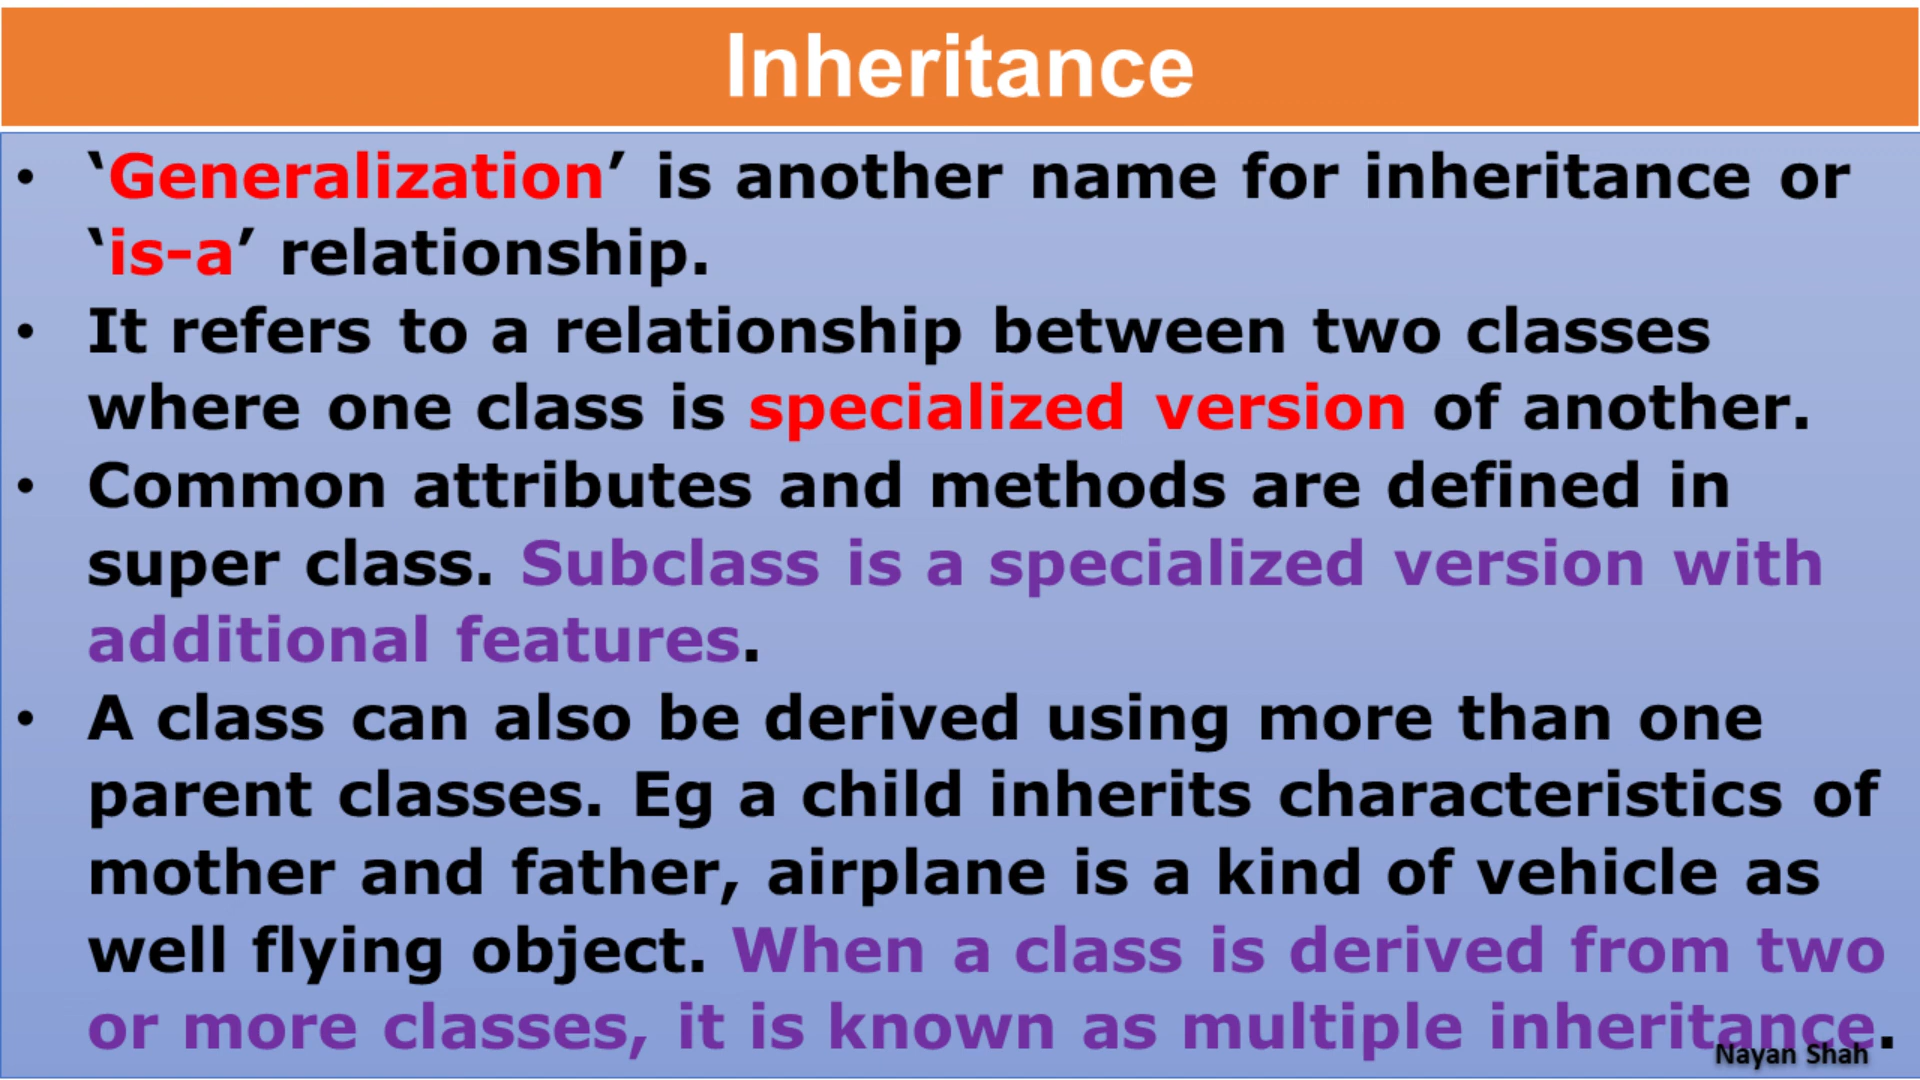 Inheritance
• ‘Generalization’ is another name for inheritance or
‘is-a’ relationship.
• It refers to a relationship between two classes
where one class is specialized version of another.
• Common attributes and methods are defined in
super class. Subclass is a specialized version with
additional features.
• A class can also be derived using more than one
parent classes. Eg a child inherits characteristics of
mother and father, airplane is a kind of vehicle as
well flying object. When a class is derived from two
or more classes, it is known as multiple inheritance.
Nayan Shah